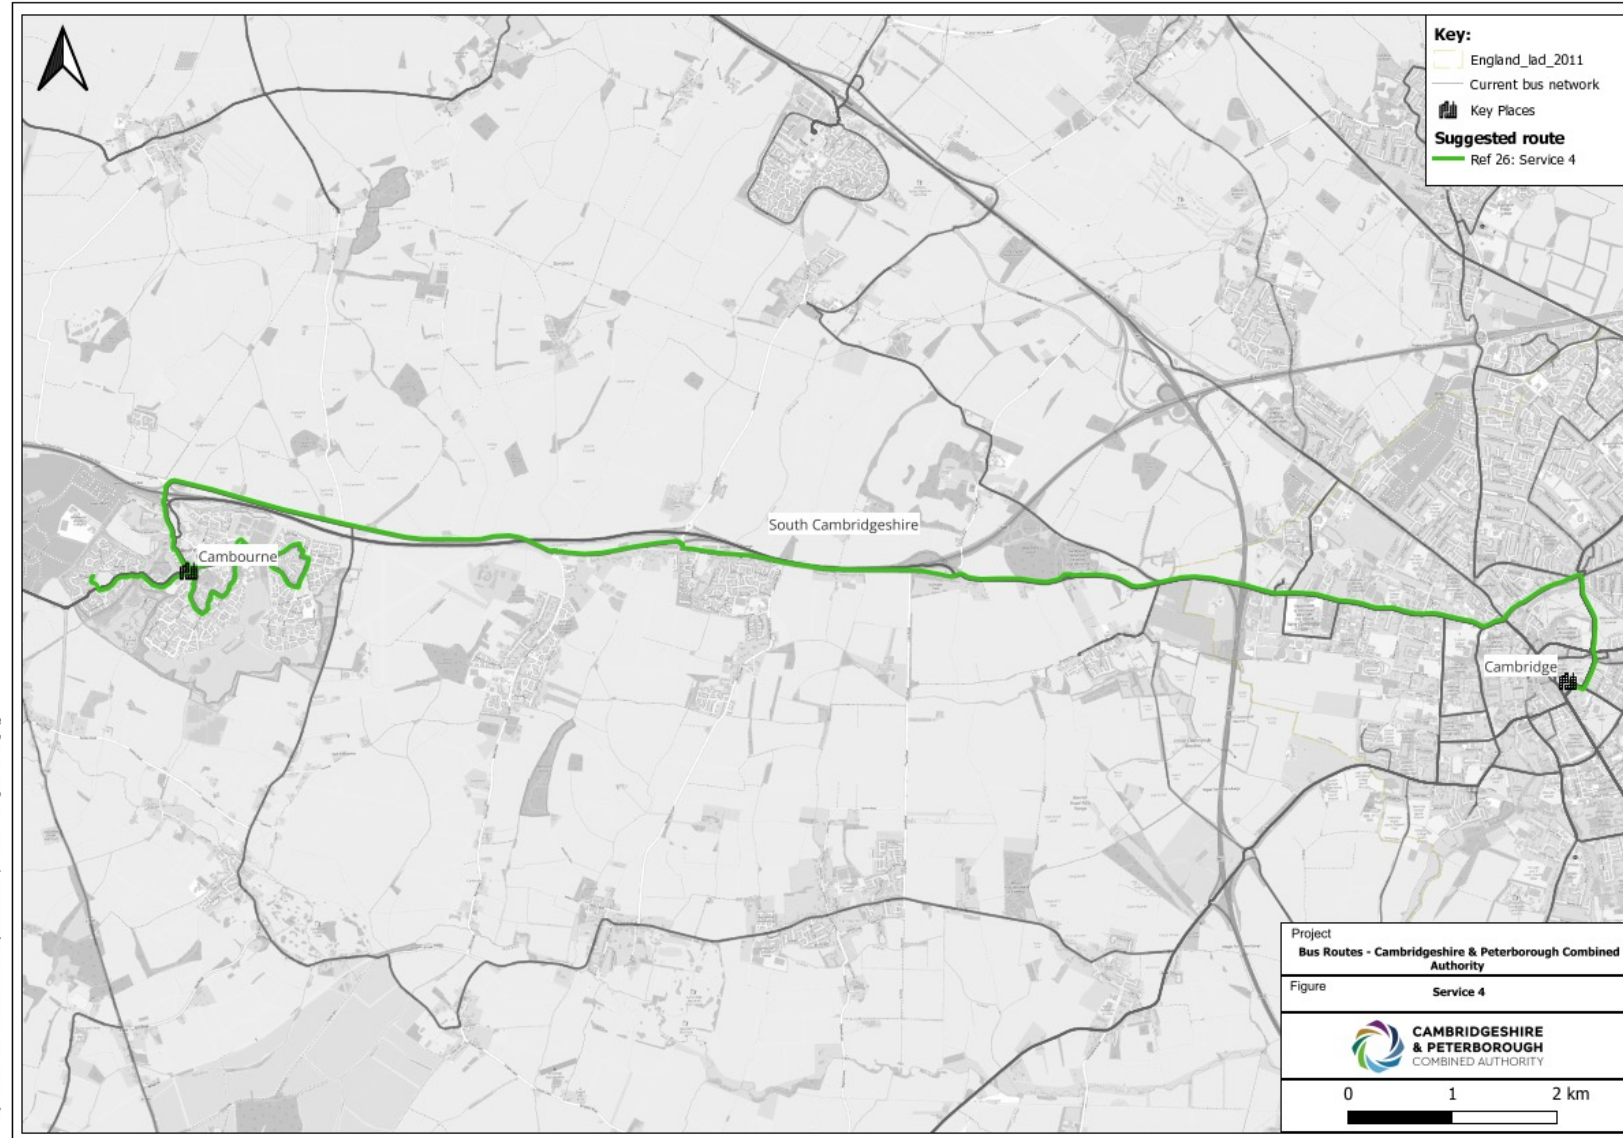 Key:
England_lad_2011
Current bus network
Key Places
Suggested route
Ref 26: Service 4
South Cambridgeshire
Cambourne
Cambridge
Project
Bus Routes - Cambridgeshire & Peterborough Combined
Authority
Figure
Service 4
CAMBRIDGESHIRE
& PETERBOROUGH
COMBINED AUTHORITY
0 1 2 km